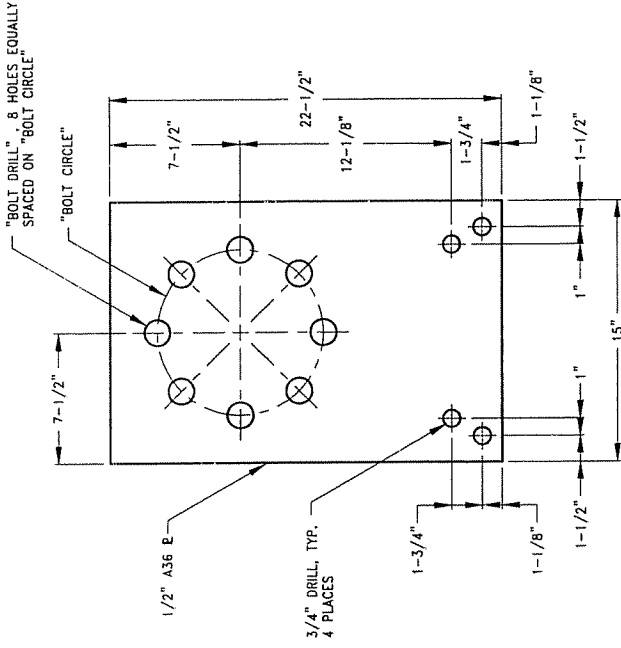 "BOLT DRILL", 8 HOLES EQUALLY
SPACED ON "BOLT CIRCLE"
"BOLT CIRCLE"
7-1/2"
7-1/2"
22-1/2"
12-1/8"
1-3/4"
1-1/8"
1-1/2"
1"
15"
1"
1-1/2"
1-1/8"
1-3/4"
1/2" A36 ⅊
3/4" DRILL, TYP.
4 PLACES